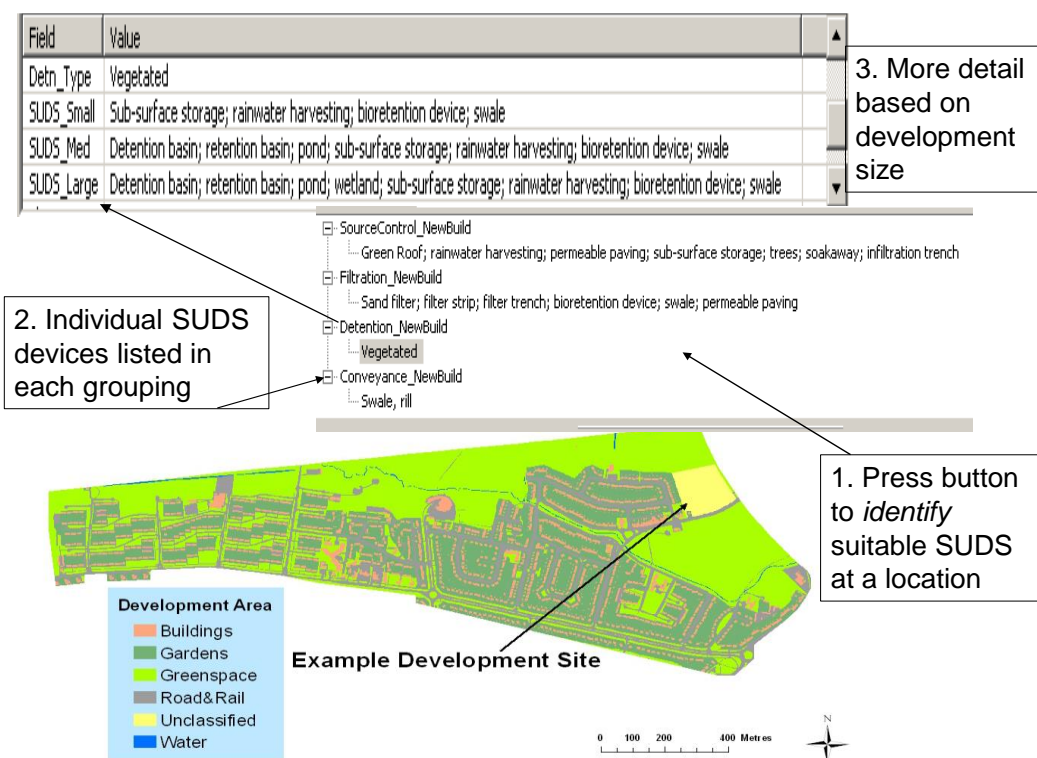 Field Value
Detn_Type Vegetated
SUDS_Small Sub-surface storage; rainwater harvesting; bioretention device; swale
SUDS_Med Detention basin; retention basin; pond; sub-surface storage; rainwater harvesting; bioretention device; swale
SUDS_Large Detention basin; retention basin; pond; wetland; sub-surface storage; rainwater harvesting; bioretention device; swale
3. More detail
based on
development
size
SourceControl_NewBuild
Green Roof; rainwater harvesting; permeable paving; sub-surface storage; trees; soakaway; infiltration trench
Filtration_NewBuild
Sand filter; filter strip; filter trench; bioretention device; swale; permeable paving
Detention_NewBuild
Vegetated
Conveyance_NewBuild
Swale, rill
2. Individual SUDS
devices listed in
each grouping
1. Press button
to identify
suitable SUDS
at a location
Development Area
Buildings
Gardens
Greenspace
Road&Rail
Unclassified
Water
Example Development Site
0 100 200 400 Metres
N